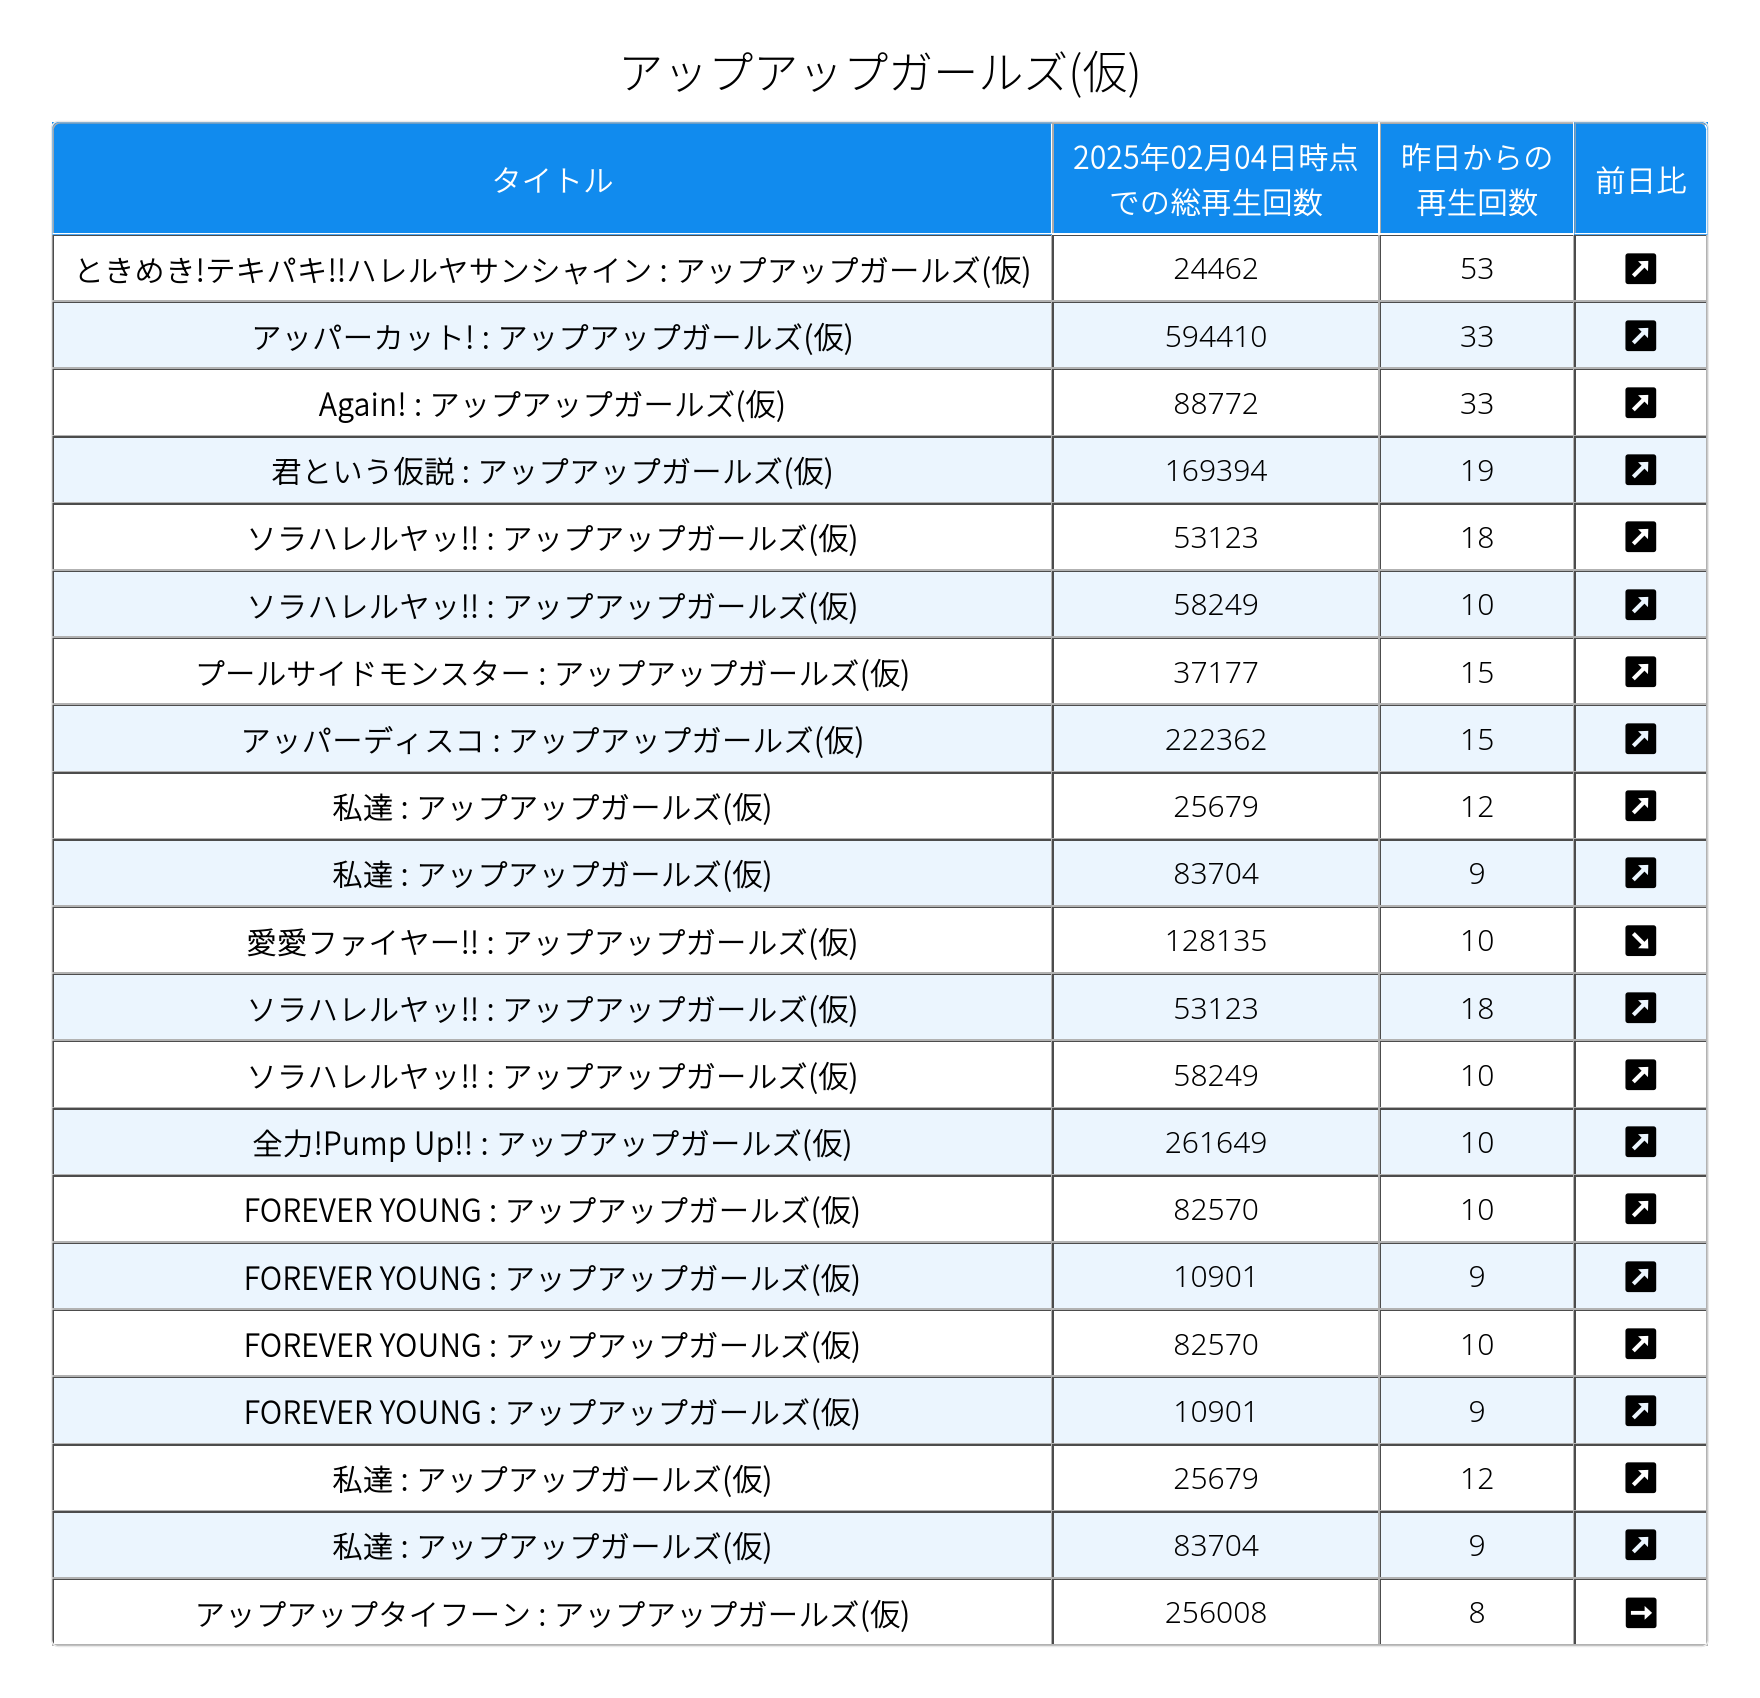 アップアップガールズ(仮)
タイトル 2025年02月04日時点での総再生回数 昨日からの再生回数 前日比
ときめき!テキパキ!!ハレルヤサンシャイン : アップアップガールズ(仮) 24462 53
アッパーカット! : アップアップガールズ(仮) 594410 33
Again! : アップアップガールズ(仮) 88772 33
君という仮説 : アップアップガールズ(仮) 169394 19
ソラハレルヤッ!! : アップアップガールズ(仮) 53123 18
ソラハレルヤッ!! : アップアップガールズ(仮) 58249 10
プールサイドモンスター : アップアップガールズ(仮) 37177 15
アッパーディスコ : アップアップガールズ(仮) 222362 15
私達 : アップアップガールズ(仮) 25679 12
私達 : アップアップガールズ(仮) 83704 9
愛愛ファイヤー!! : アップアップガールズ(仮) 128135 10
ソラハレルヤッ!! : アップアップガールズ(仮) 53123 18
ソラハレルヤッ!! : アップアップガールズ(仮) 58249 10
全力!Pump Up!! : アップアップガールズ(仮) 261649 10
FOREVER YOUNG : アップアップガールズ(仮) 82570 10
FOREVER YOUNG : アップアップガールズ(仮) 10901 9
FOREVER YOUNG : アップアップガールズ(仮) 82570 10
FOREVER YOUNG : アップアップガールズ(仮) 10901 9
私達 : アップアップガールズ(仮) 25679 12
私達 : アップアップガールズ(仮) 83704 9
アップアップタイフーン : アップアップガールズ(仮) 256008 8